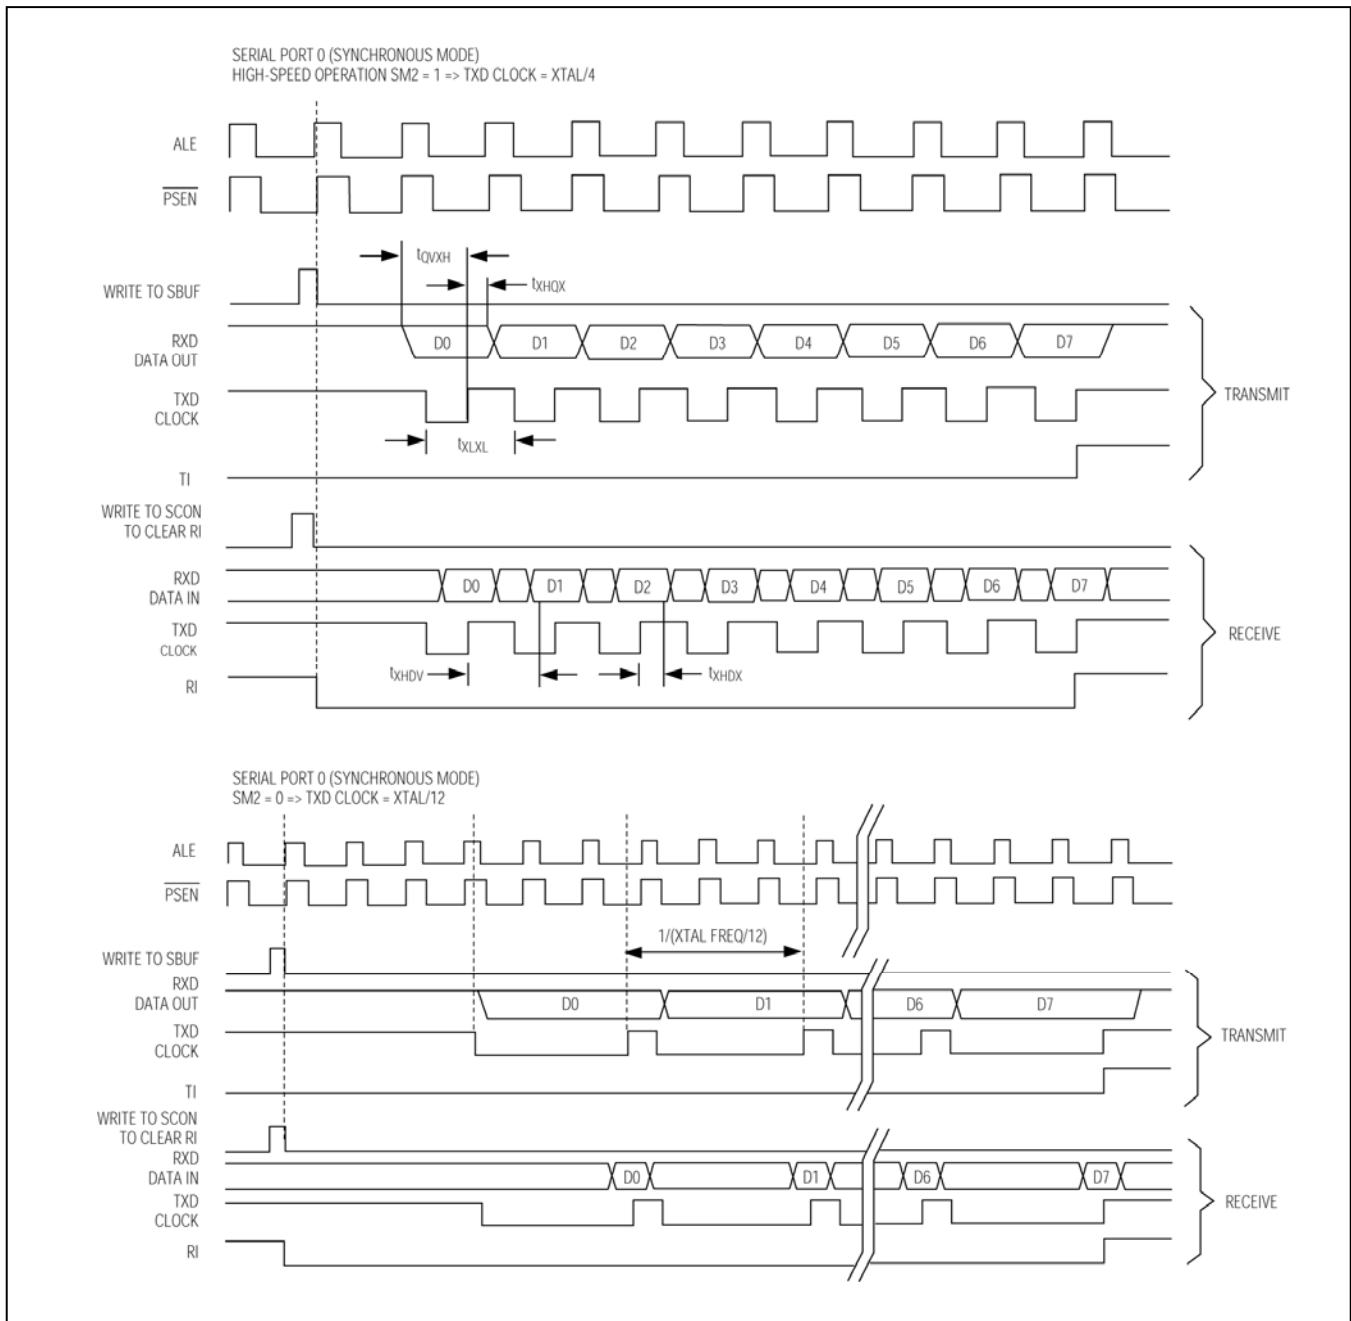 SERIAL PORT 0 (SYNCHRONOUS MODE)
HIGH-SPEED OPERATION SM2 = 1 => TXD CLOCK = XTAL/4
ALE
PSEN
tQVXH
tXHQX
WRITE TO SBUF
RXD
DATA OUT
D0 D1 D2 D3 D4 D5 D6 D7
TXD
CLOCK
TRANSMIT
tXLXL
TI
WRITE TO SCON
TO CLEAR RI
RXD
DATA IN
D0 D1 D2 D3 D4 D5 D6 D7
TXD
CLOCK
RECEIVE
tXHDV
tXHDX
RI
SERIAL PORT 0 (SYNCHRONOUS MODE)
SM2 = 0 => TXD CLOCK = XTAL/12
ALE
PSEN
1/(XTAL FREQ/12)
WRITE TO SBUF
RXD
DATA OUT
D0 D1 D6 D7
TXD
CLOCK
TRANSMIT
TI
WRITE TO SCON
TO CLEAR RI
RXD
DATA IN
D0 D1 D6 D7
TXD
CLOCK
RECEIVE
RI